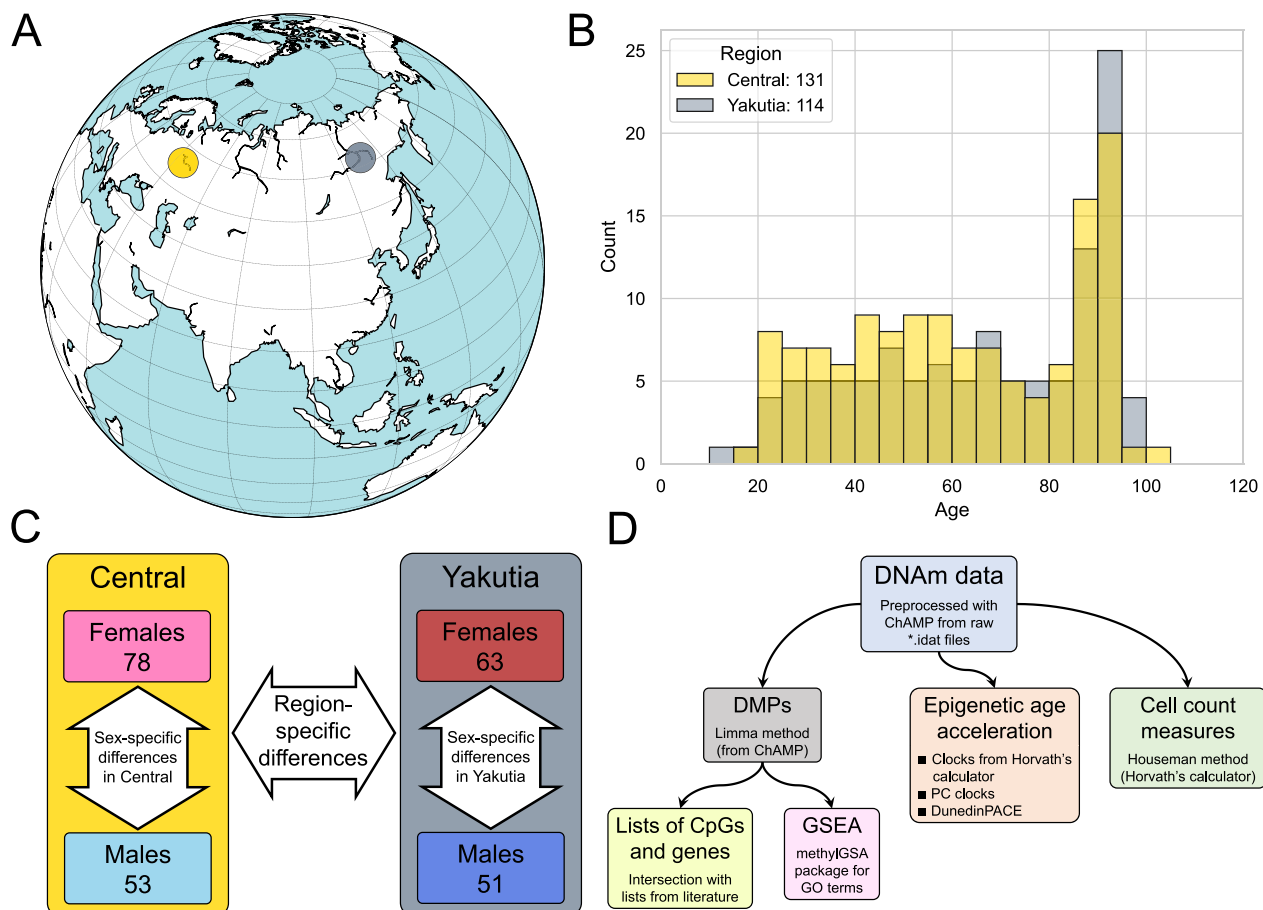 A
B
25
20
15
10
5
0
Count
Region
Central: 131
Yakutia: 114
0
20
40
60
80
100
120
Age
C
Central
Females
78
Sex-specific
differences
in Central
Males
53
Region-
specific
differences
Yakutia
Females
63
Sex-specific
differences
in Yakutia
Males
51
D
DNAm data
Preprocessed with
ChAMP from raw
*.idat files
DMPs
Limma method
(from ChAMP)
Epigenetic age
acceleration
■ Clocks from Horvath's
calculator
■ PC clocks
■ DunedinPACE
Cell count
measures
Houseman method
(Horvath's calculator)
Lists of CpGs
and genes
Intersection with
lists from literature
GSEA
methylGSA
package for
GO terms